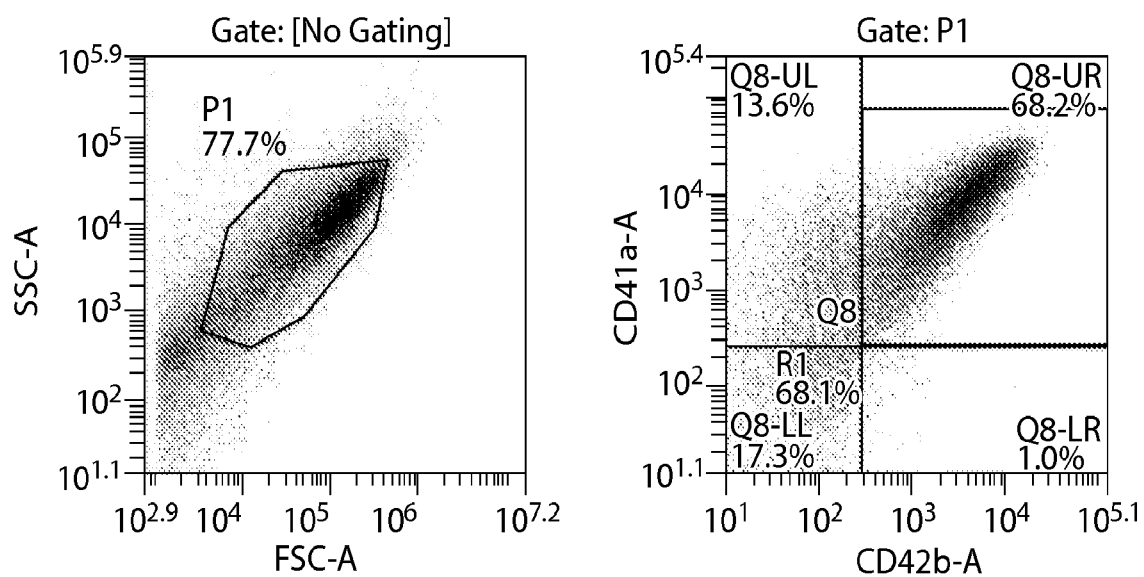 Gate: [No Gating]
10^5.9
10^5
10^4
10^3
10^2
10^1.1
SSC-A
P1
77.7%
10^2.9 10^4 10^5 10^6 10^7.2
FSC-A
Gate: P1
10^5.4
10^4
10^3
10^2
10^1.1
CD41a-A
Q8-UL
13.6%
Q8-UR
68.2%
Q8
R1
68.1%
Q8-LL
17.3%
Q8-LR
1.0%
10^1 10^2 10^3 10^4 10^5.1
CD42b-A